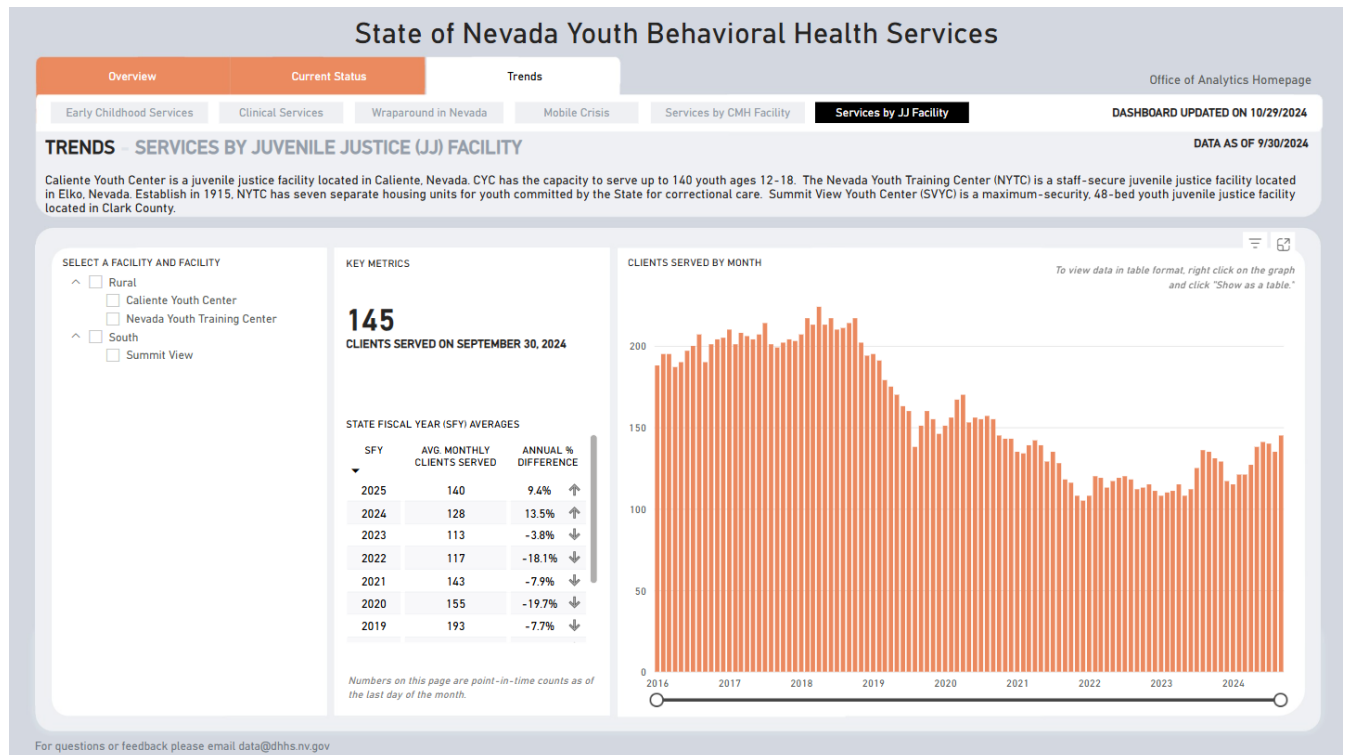 State of Nevada Youth Behavioral Health Services
Overview
Current Status
Trends
Office of Analytics Homepage
Early Childhood Services
Clinical Services
Wraparound in Nevada
Mobile Crisis
Services by CMH Facility
Services by JJ Facility
DASHBOARD UPDATED ON 10/29/2024
TRENDS - SERVICES BY JUVENILE JUSTICE (JJ) FACILITY
DATA AS OF 9/30/2024
Caliente Youth Center is a juvenile justice facility located in Caliente, Nevada. CYC has the capacity to serve up to 140 youth ages 12-18. The Nevada Youth Training Center (NYTC) is a staff-secure juvenile justice facility located
in Elko, Nevada. Establish in 1915, NYTC has seven separate housing units for youth committed by the State for correctional care. Summit View Youth Center (SVYC) is a maximum-security, 48-bed youth juvenile justice facility
located in Clark County.
SELECT A FACILITY AND FACILITY
Rural
Caliente Youth Center
Nevada Youth Training Center
South
Summit View
KEY METRICS
145
CLIENTS SERVED ON SEPTEMBER 30, 2024
STATE FISCAL YEAR (SFY) AVERAGES
SFY AVG. MONTHLY ANNUAL %
CLIENTS SERVED DIFFERENCE
2025 140 9.4%
2024 128 13.5%
2023 113 -3.8%
2022 117 -18.1%
2021 143 -7.9%
2020 155 -19.7%
2019 193 -7.7%
Numbers on this page are point-in-time counts as of
the last day of the month.
CLIENTS SERVED BY MONTH
To view data in table format, right click on the graph
and click "Show as a table."
200
150
100
50
0
2016 2017 2018 2019 2020 2021 2022 2023 2024
For questions or feedback please email data@dhhs.nv.gov